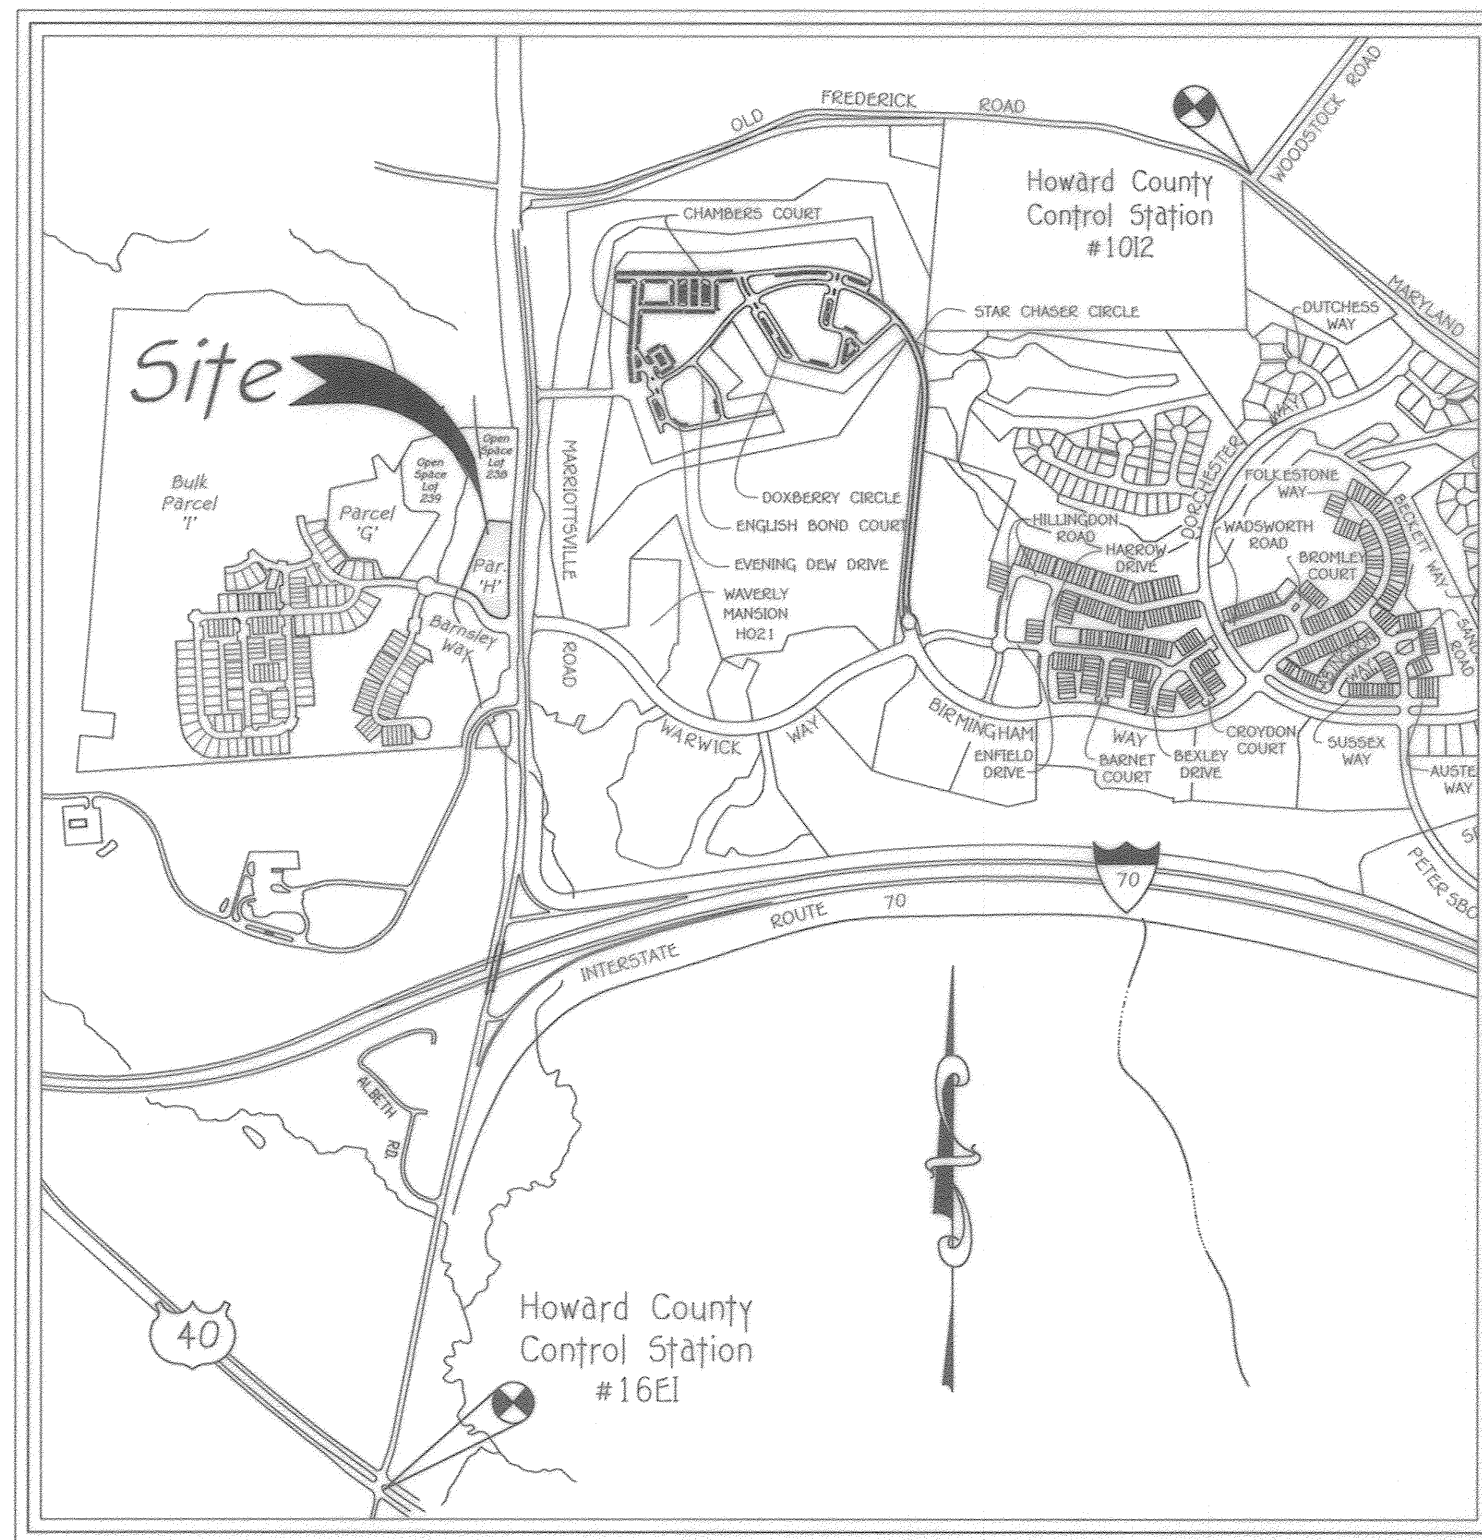 OLD FREDERICK ROAD
WOODSTOCK ROAD
Howard County
Control Station
#10I2
MARYLAND
CHAMBERS COURT
STAR CHASER CIRCLE
DUTCHESS
WAY
Site
MARRIOTTSVILLE
ROAD
Open
Space
Lot
238
Open
Space
Lot
239
Bulk
Parcel
'I'
Parcel
'G'
Par.
'H'
Barnsley
Way
DOXBERRY CIRCLE
ENGLISH BOND COURT
EVENING DEW DRIVE
WAVERLY
MANSION
HO21
DORCHESTER
WAY
FOLKESTONE
WAY
BECKETT WAY
HILLINGDON
ROAD
HARROW
DRIVE
WADSWORTH
ROAD
BROMLEY
COURT
ROAD
WAY
WARWICK WAY
BIRMINGHAM
WAY
ENFIELD
DRIVE
BARNET
COURT
BEXLEY
DRIVE
CROYDON
COURT
SUSSEX
WAY
AUSTE
WAY
PETERSBO
70
INTERSTATE ROUTE 70
ALBETH RD.
40
Howard County
Control Station
#16EI